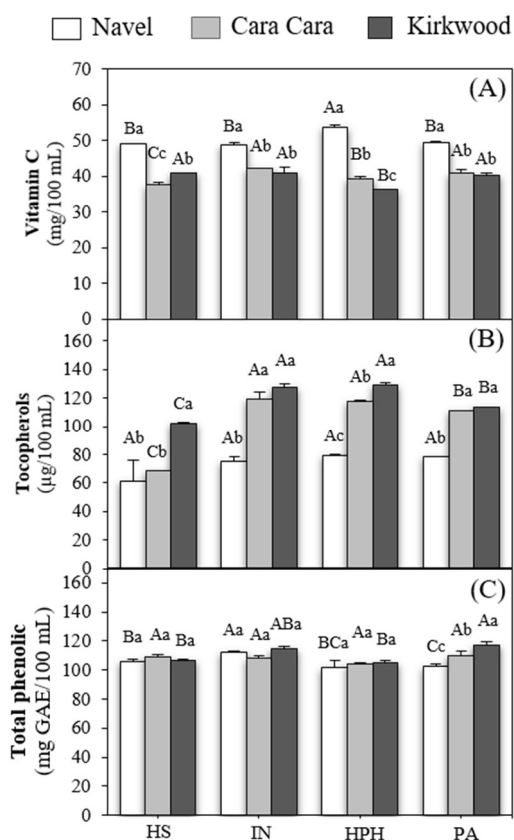 Navel Cara Cara Kirkwood
(A)
Vitamin C
(mg/100 mL)
70
60
50
40
30
20
10
0
Ba Cc Ab Ba Ab Ab Aa Bb Bc Ba Ab Ab
(B)
Tocopherols
(µg/100 mL)
160
140
120
100
80
60
40
20
0
Ab Cb Ca Ab Aa Aa Ac Ab Aa Ab Ba Ba
(C)
Total phenolic
(mg GAE/100 mL)
160
140
120
100
80
60
40
20
0
Ba Aa Ba Aa Aa ABa BCa Aa Ba Cc Ab Aa
HS IN HPH PA